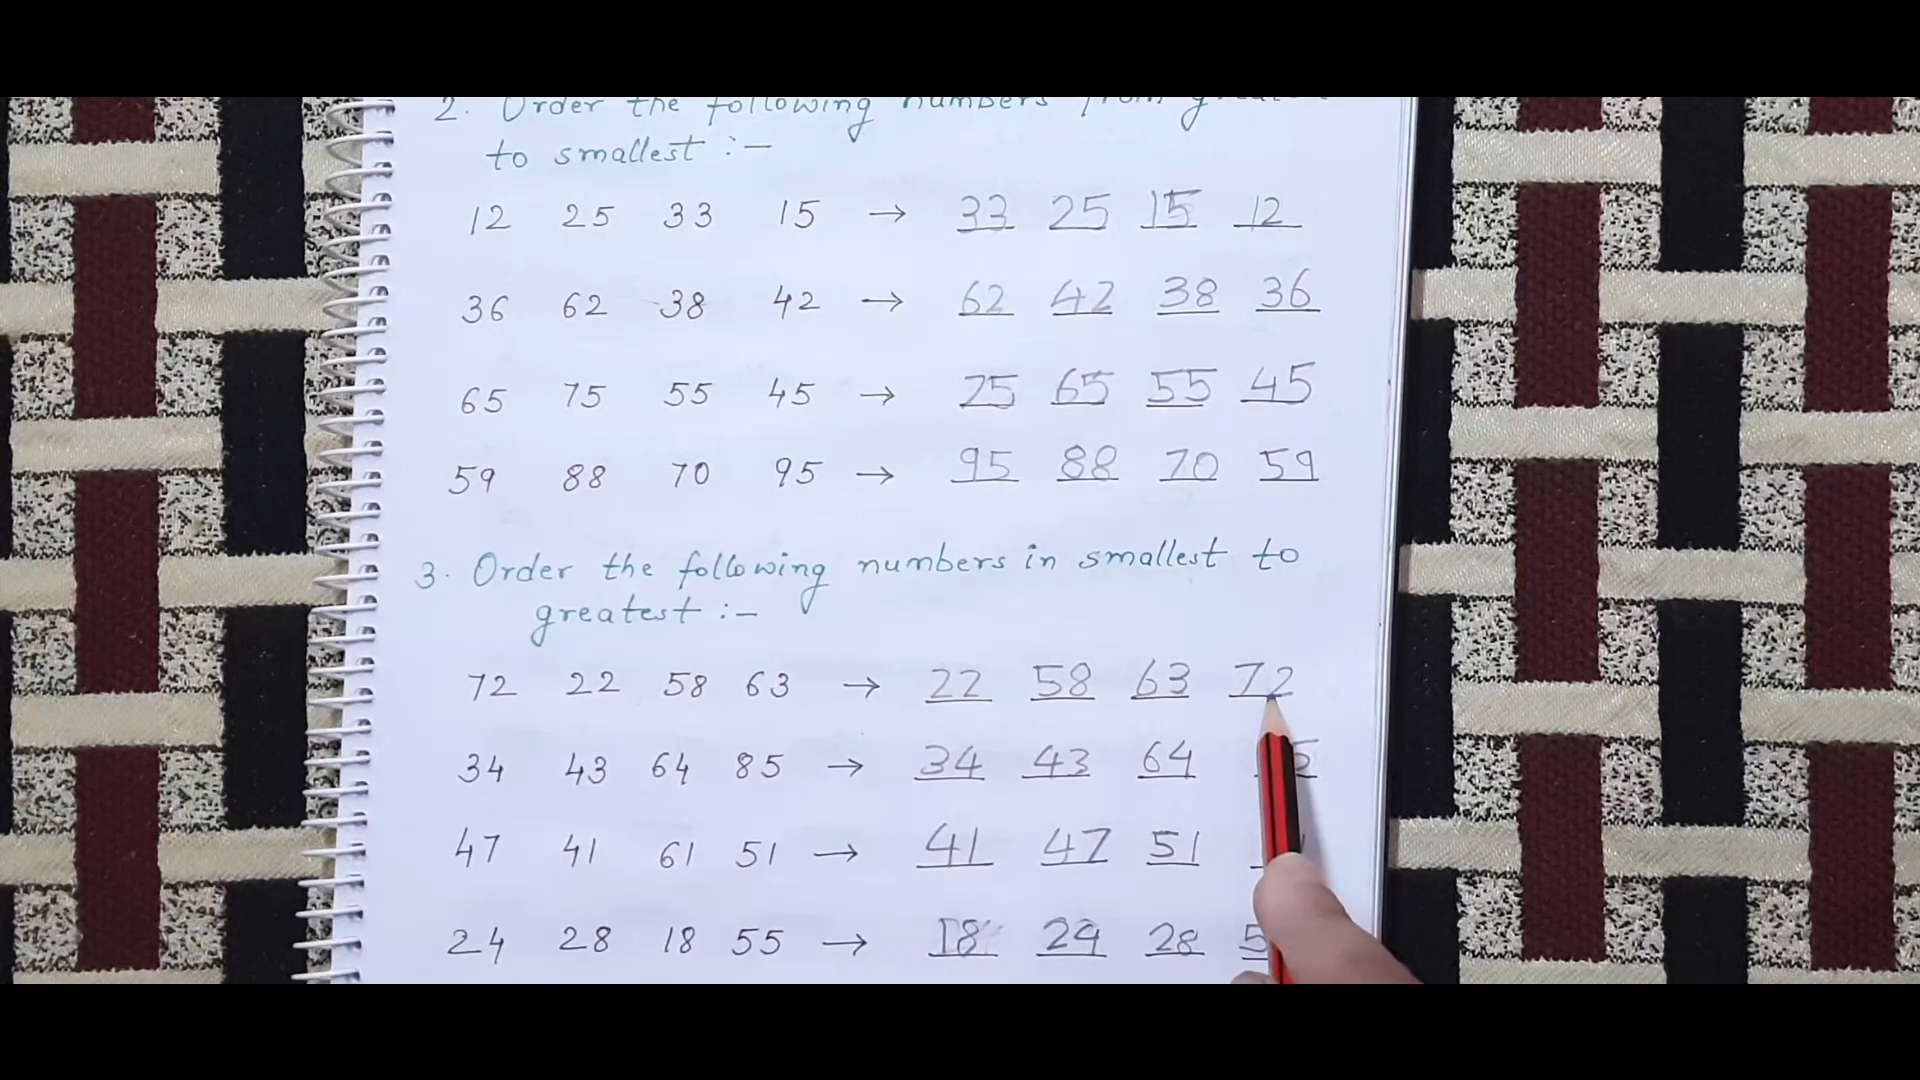 2. Order the following numbers from
to smallest :-
12 25 33 15 → 33 25 15 12
36 62 38 42 → 62 42 38 36
65 75 55 45 → 75 65 55 45
59 88 70 95 → 95 88 70 59
3. Order the following numbers in smallest to
greatest :-
72 22 58 63 → 22 58 63 72
34 43 64 85 → 34 43 64
47 41 61 51 → 41 47 51
24 28 18 55 → 18 24 28